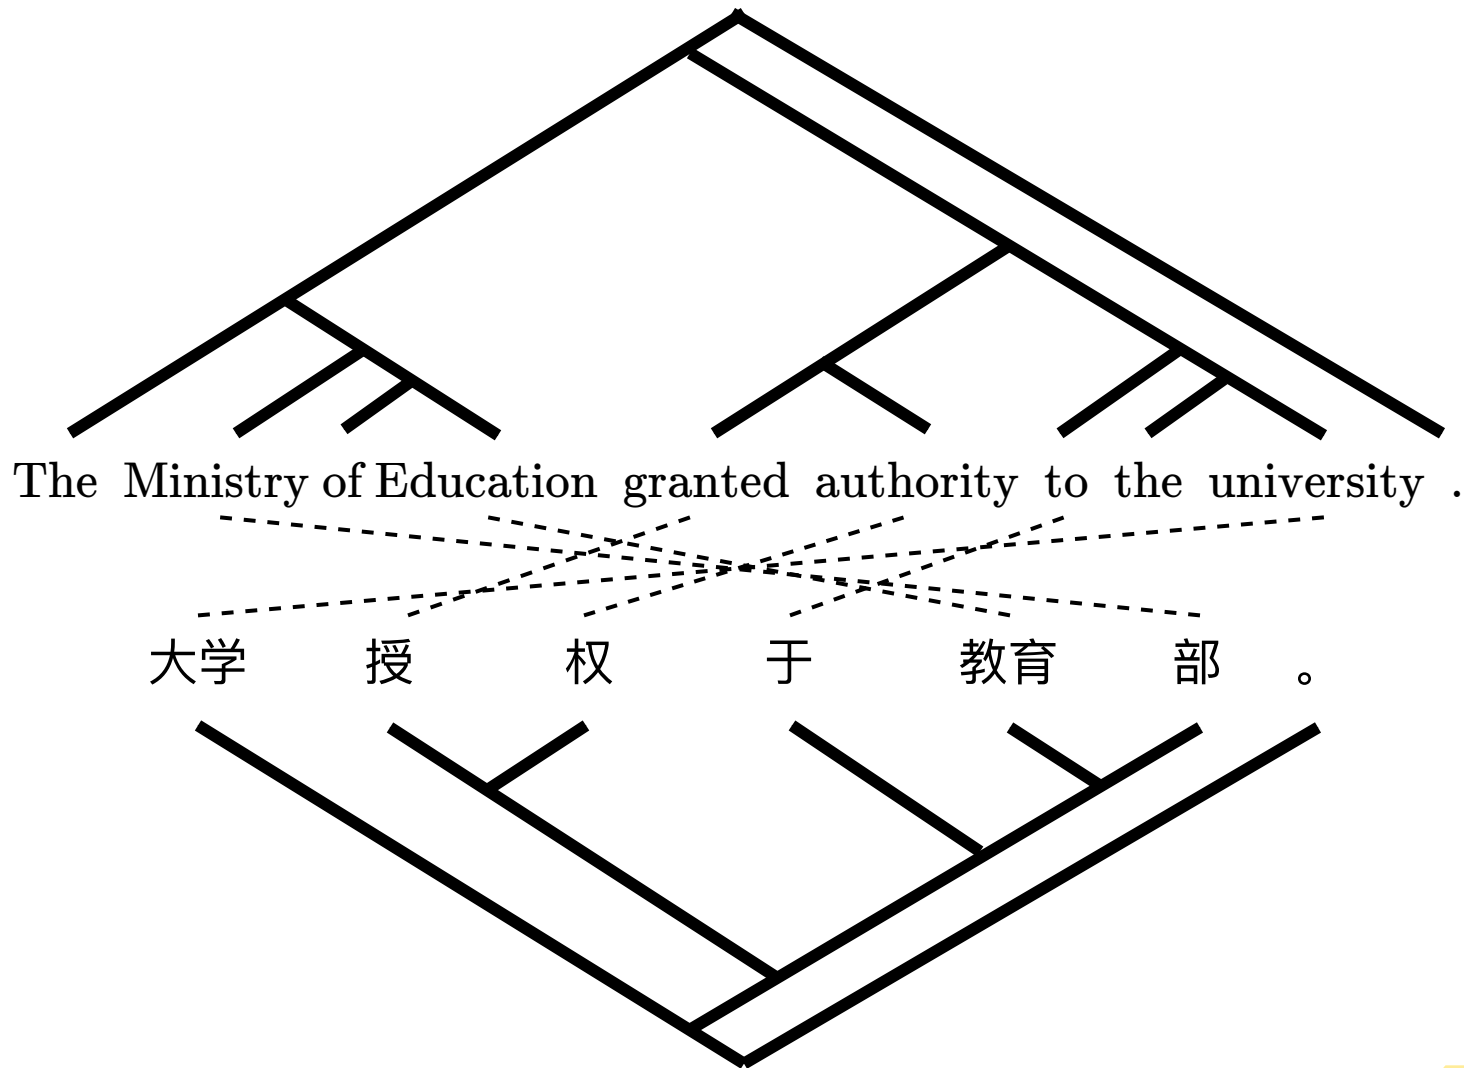 The Ministry of Education granted authority to the university .
大学 授 权 于 教育 部 。